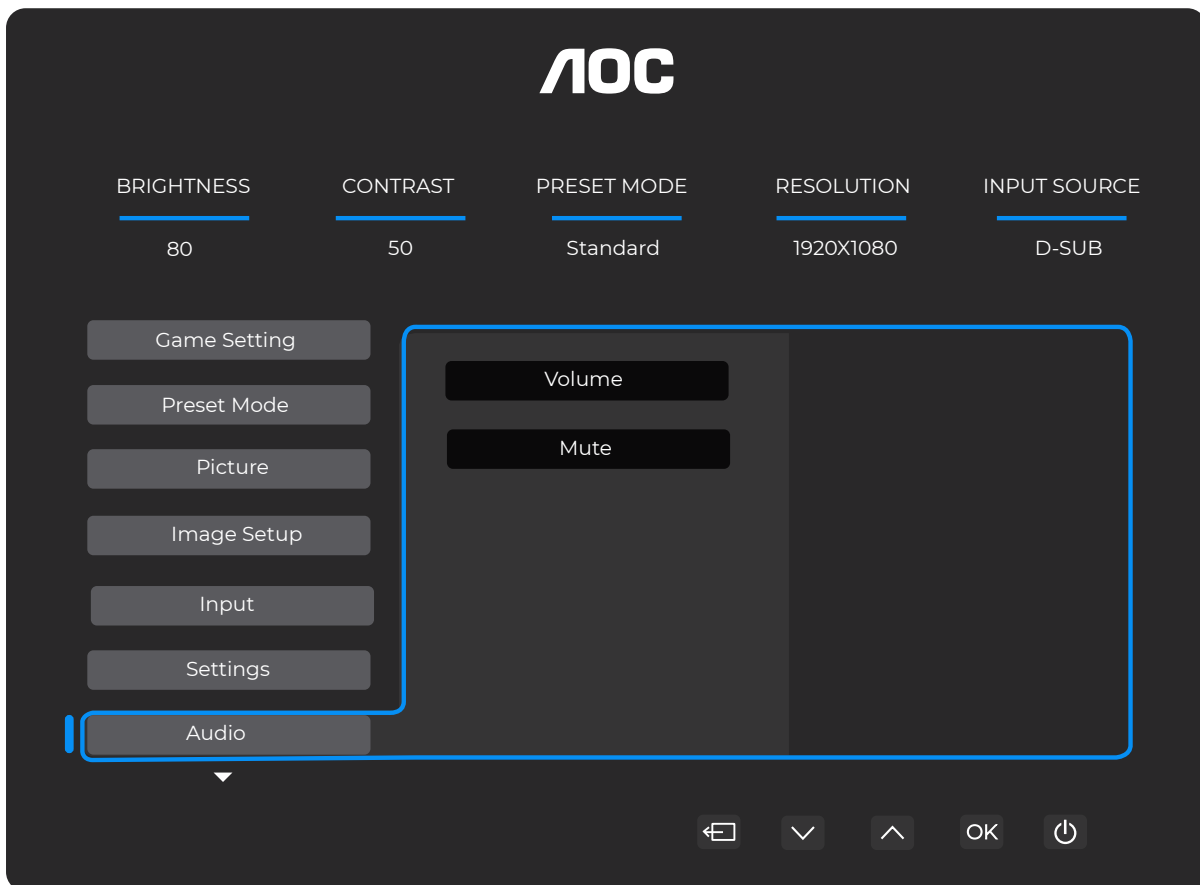 AOC
BRIGHTNESS CONTRAST PRESET MODE RESOLUTION INPUT SOURCE
80 50 Standard 1920X1080 D-SUB
Game Setting
Preset Mode
Picture
Image Setup
Input
Settings
Audio
Volume
Mute
OK